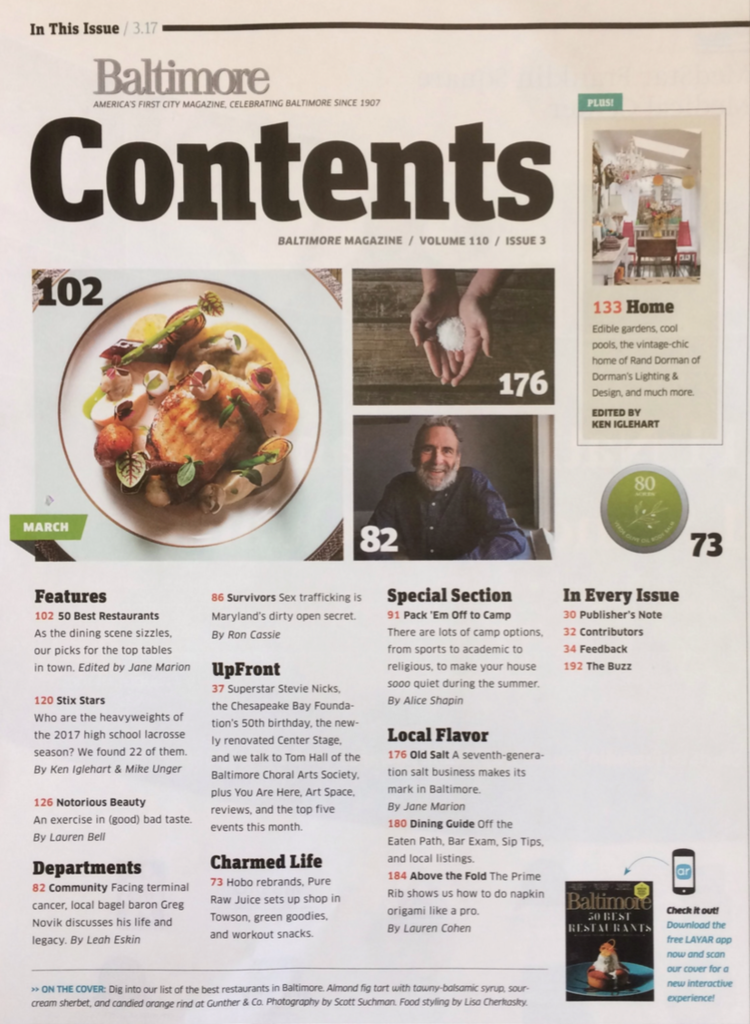 In This Issue / 3.17
Baltimore
AMERICA'S FIRST CITY MAGAZINE, CELEBRATING BALTIMORE SINCE 1907
Contents
BALTIMORE MAGAZINE / VOLUME 110 / ISSUE 3
PLUS!
133 Home
Edible gardens, cool
pools, the vintage-chic
home of Rand Dorman of
Dorman's Lighting &
Design, and much more.
EDITED BY
KEN IGLEHART
102
176
82
MARCH
80
73
Features
102 50 Best Restaurants
As the dining scene sizzles,
our picks for the top tables
in town. Edited by Jane Marion
120 Stix Stars
Who are the heavyweights of
the 2017 high school lacrosse
season? We found 22 of them.
By Ken Iglehart & Mike Unger
126 Notorious Beauty
An exercise in (good) bad taste.
By Lauren Bell
Departments
82 Community Facing terminal
cancer, local bagel baron Greg
Novik discusses his life and
legacy. By Leah Eskin
86 Survivors Sex trafficking is
Maryland's dirty open secret.
By Ron Cassie
UpFront
37 Superstar Stevie Nicks,
the Chesapeake Bay Founda-
tion's 50th birthday, the new-
ly renovated Center Stage,
and we talk to Tom Hall of the
Baltimore Choral Arts Society,
plus You Are Here, Art Space,
reviews, and the top five
events this month.
Charmed Life
73 Hobo rebrands, Pure
Raw Juice sets up shop in
Towson, green goodies,
and workout snacks.
Special Section
91 Pack 'Em Off to Camp
There are lots of camp options,
from sports to academic to
religious, to make your house
sooo quiet during the summer.
By Alice Shapin
Local Flavor
176 Old Salt A seventh-genera-
tion salt business makes its
mark in Baltimore.
By Jane Marion
180 Dining Guide Off the
Eaten Path, Bar Exam, Sip Tips,
and local listings.
184 Above the Fold The Prime
Rib shows us how to do napkin
origami like a pro.
By Lauren Cohen
In Every Issue
30 Publisher's Note
32 Contributors
34 Feedback
192 The Buzz
Baltimore
50 BEST
RESTAURANTS
ar
Check it out!
Download the
free LAYAR app
now and scan
our cover for a
new interactive
experience!
>> ON THE COVER: Dig into our list of the best restaurants in Baltimore. Almond fig tart with tawny-balsamic syrup, sour-
cream sherbet, and candied orange rind at Gunther & Co. Photography by Scott Suchman. Food styling by Lisa Cherkasky.